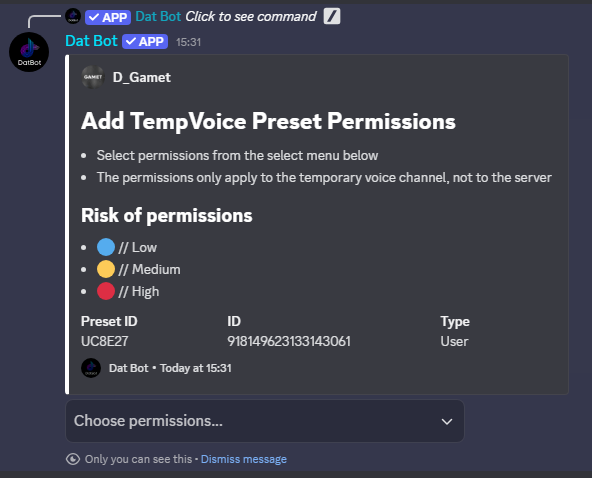 ✓ APP Dat Bot Click to see command /
DatBot
Dat Bot ✓ APP 15:31
GAMET D_Gamet
Add TempVoice Preset Permissions
• Select permissions from the select menu below
• The permissions only apply to the temporary voice channel, not to the server
Risk of permissions
• 🔵 // Low
• 🟡 // Medium
• 🔴 // High
Preset ID ID Type
UC8E27 918149623133143061 User
Dat Bot • Today at 15:31
Choose permissions...
Only you can see this • Dismiss message